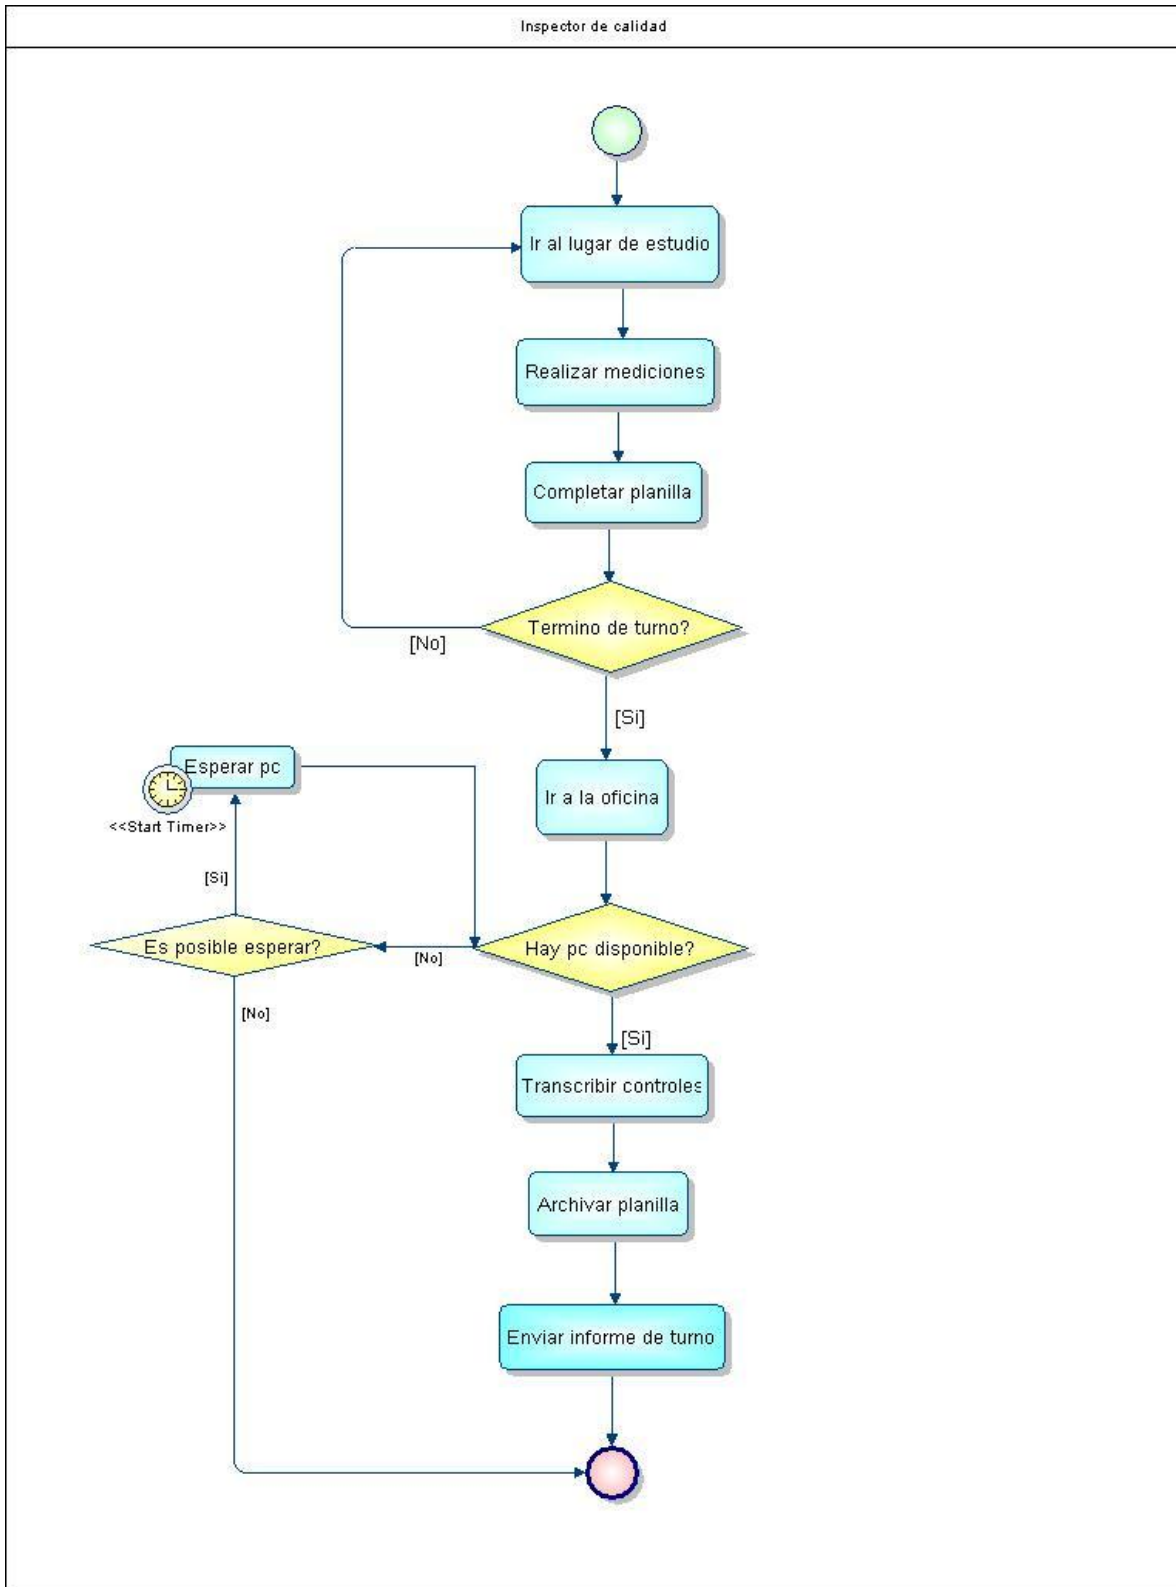 Inspector de calidad
Ir al lugar de estudio
Realizar mediciones
Completar planilla
Termino de turno?
[No]
[Si]
Esperar pc
<<Start Timer>>
Ir a la oficina
[Si]
Es posible esperar?
[No]
Hay pc disponible?
[No]
[Si]
Transcribir controles
Archivar planilla
Enviar informe de turno